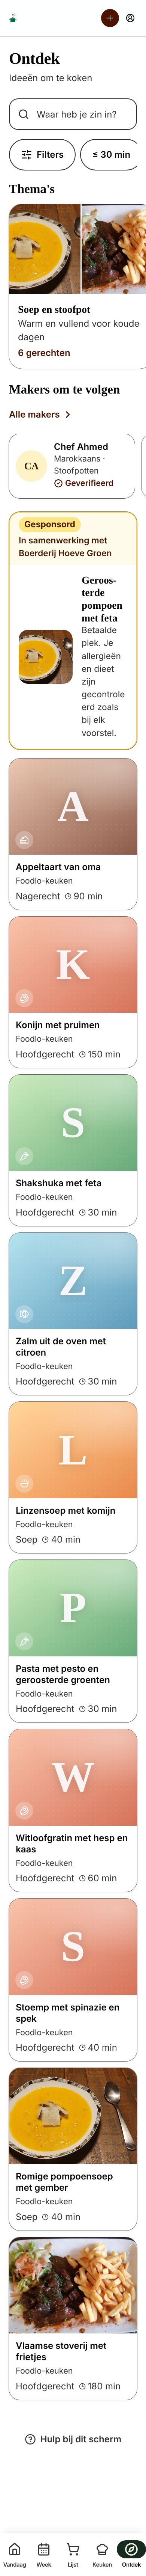 Ontdek
Ideeën om te koken
Waar heb je zin in?
Filters
≤ 30 min
Thema's
Soep en stoofpot
Warm en vullend voor koude
dagen
6 gerechten
Makers om te volgen
Alle makers
CA
Chef Ahmed
Marokkaans ·
Stoofpotten
Geverifieerd
Gesponsord
In samenwerking met
Boerderij Hoeve Groen
Geroos-
terde
pompoen
met feta
Betaalde
plek. Je
allergieën
en dieet
zijn
gecontrole
erd zoals
bij elk
voorstel.
A
Appeltaart van oma
Foodlo-keuken
Nagerecht 90 min
K
Konijn met pruimen
Foodlo-keuken
Hoofdgerecht 150 min
S
Shakshuka met feta
Foodlo-keuken
Hoofdgerecht 30 min
Z
Zalm uit de oven met
citroen
Foodlo-keuken
Hoofdgerecht 30 min
L
Linzensoep met komijn
Foodlo-keuken
Soep 40 min
P
Pasta met pesto en
geroosterde groenten
Foodlo-keuken
Hoofdgerecht 30 min
W
Witloofgratin met hesp en
kaas
Foodlo-keuken
Hoofdgerecht 60 min
S
Stoemp met spinazie en
spek
Foodlo-keuken
Hoofdgerecht 40 min
Romige pompoensoep
met gember
Foodlo-keuken
Soep 40 min
Vlaamse stoverij met
frietjes
Foodlo-keuken
Hoofdgerecht 180 min
Hulp bij dit scherm
Vandaag
Week
Lijst
Keuken
Ontdek